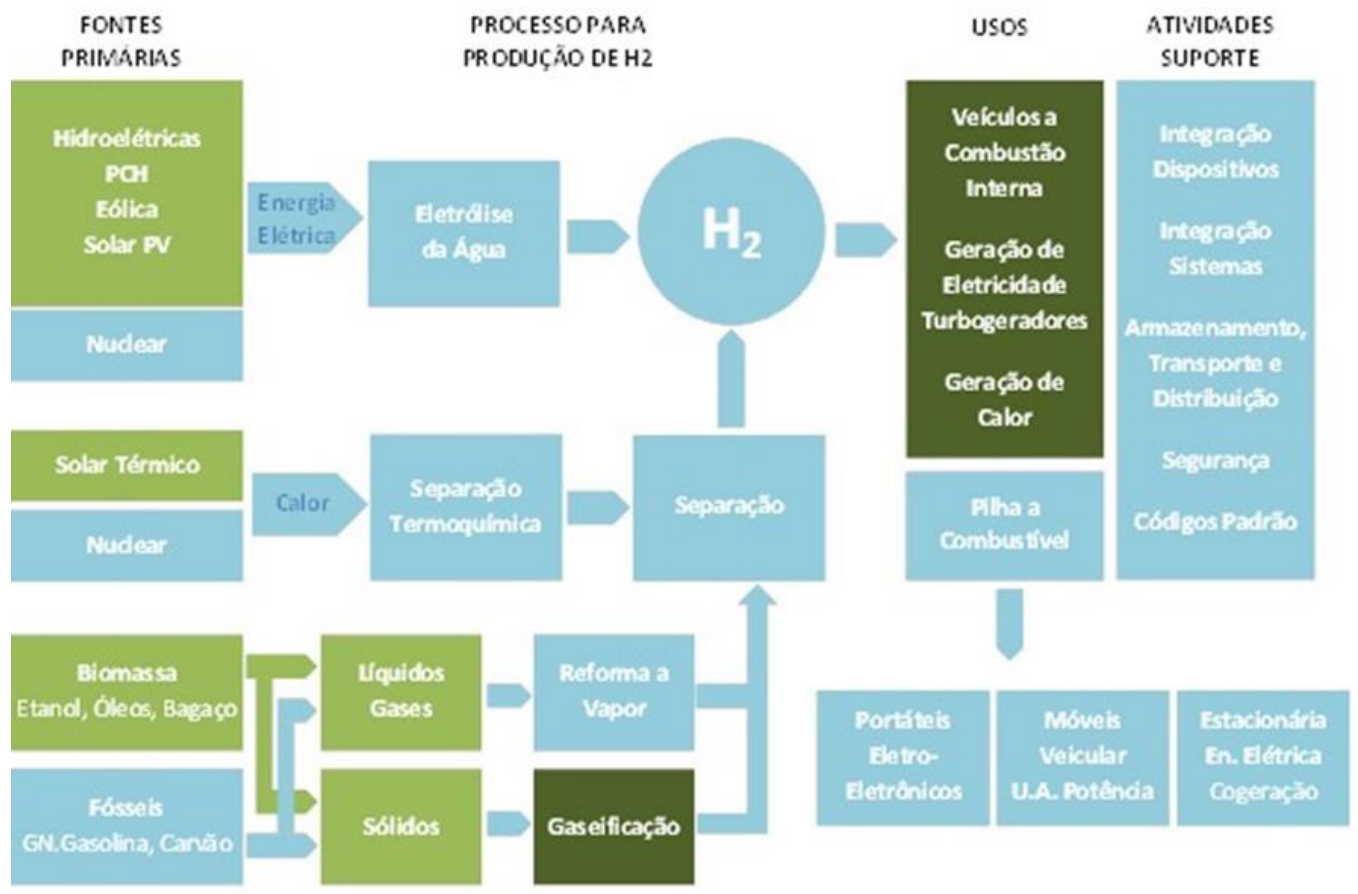 FONTES
PRIMÁRIAS
PROCESSO PARA
PRODUÇÃO DE H2
USOS
ATIVIDADES
SUPORTE
Hidroelétricas
PCH
Eólica
Solar PV
Nuclear
Energia
Elétrica
Eletrólise
da Água
H2
Veículos a
Combustão
Interna
Geração de
Eletricidade
Turbogeradores
Geração de
Calor
Pilha a
Combustível
Integração
Dispositivos
Integração
Sistemas
Armazenamento,
Transporte e
Distribuição
Segurança
Códigos Padrão
Solar Térmico
Nuclear
Calor
Separação
Termoquímica
Separação
Biomassa
Etanol, Óleos, Bagaço
Líquidos
Gases
Reforma a
Vapor
Fósseis
GN.Gasolina, Carvão
Sólidos
Gaseificação
Portáteis
Eletro-
Eletrônicos
Móveis
Veicular
U.A. Potência
Estacionária
En. Elétrica
Cogeração